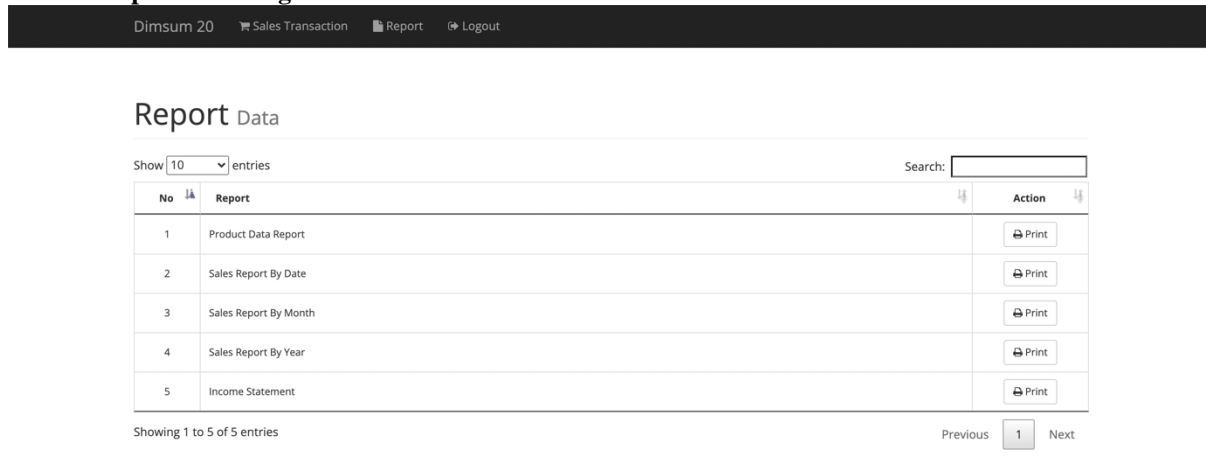 Dimsum 20 Sales Transaction Report Logout
Report Data
Show 10 entries Search:
No Report Action
1 Product Data Report Print
2 Sales Report By Date Print
3 Sales Report By Month Print
4 Sales Report By Year Print
5 Income Statement Print
Showing 1 to 5 of 5 entries Previous 1 Next